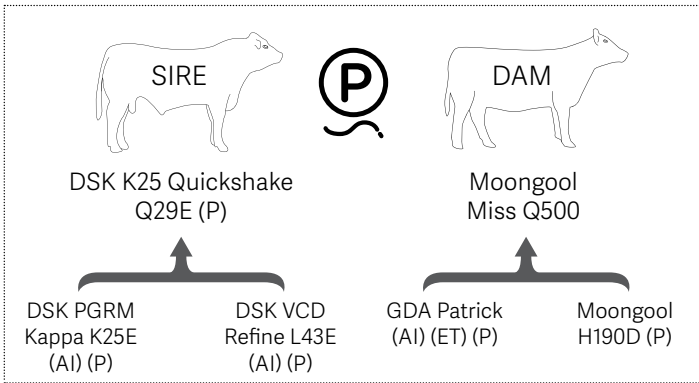 SIRE
P
DAM
DSK K25 Quickshake
Q29E (P)
Moongool
Miss Q500
DSK PGRM
Kappa K25E
(AI) (P)
DSK VCD
Refine L43E
(AI) (P)
GDA Patrick
(AI) (ET) (P)
Moongool
H190D (P)